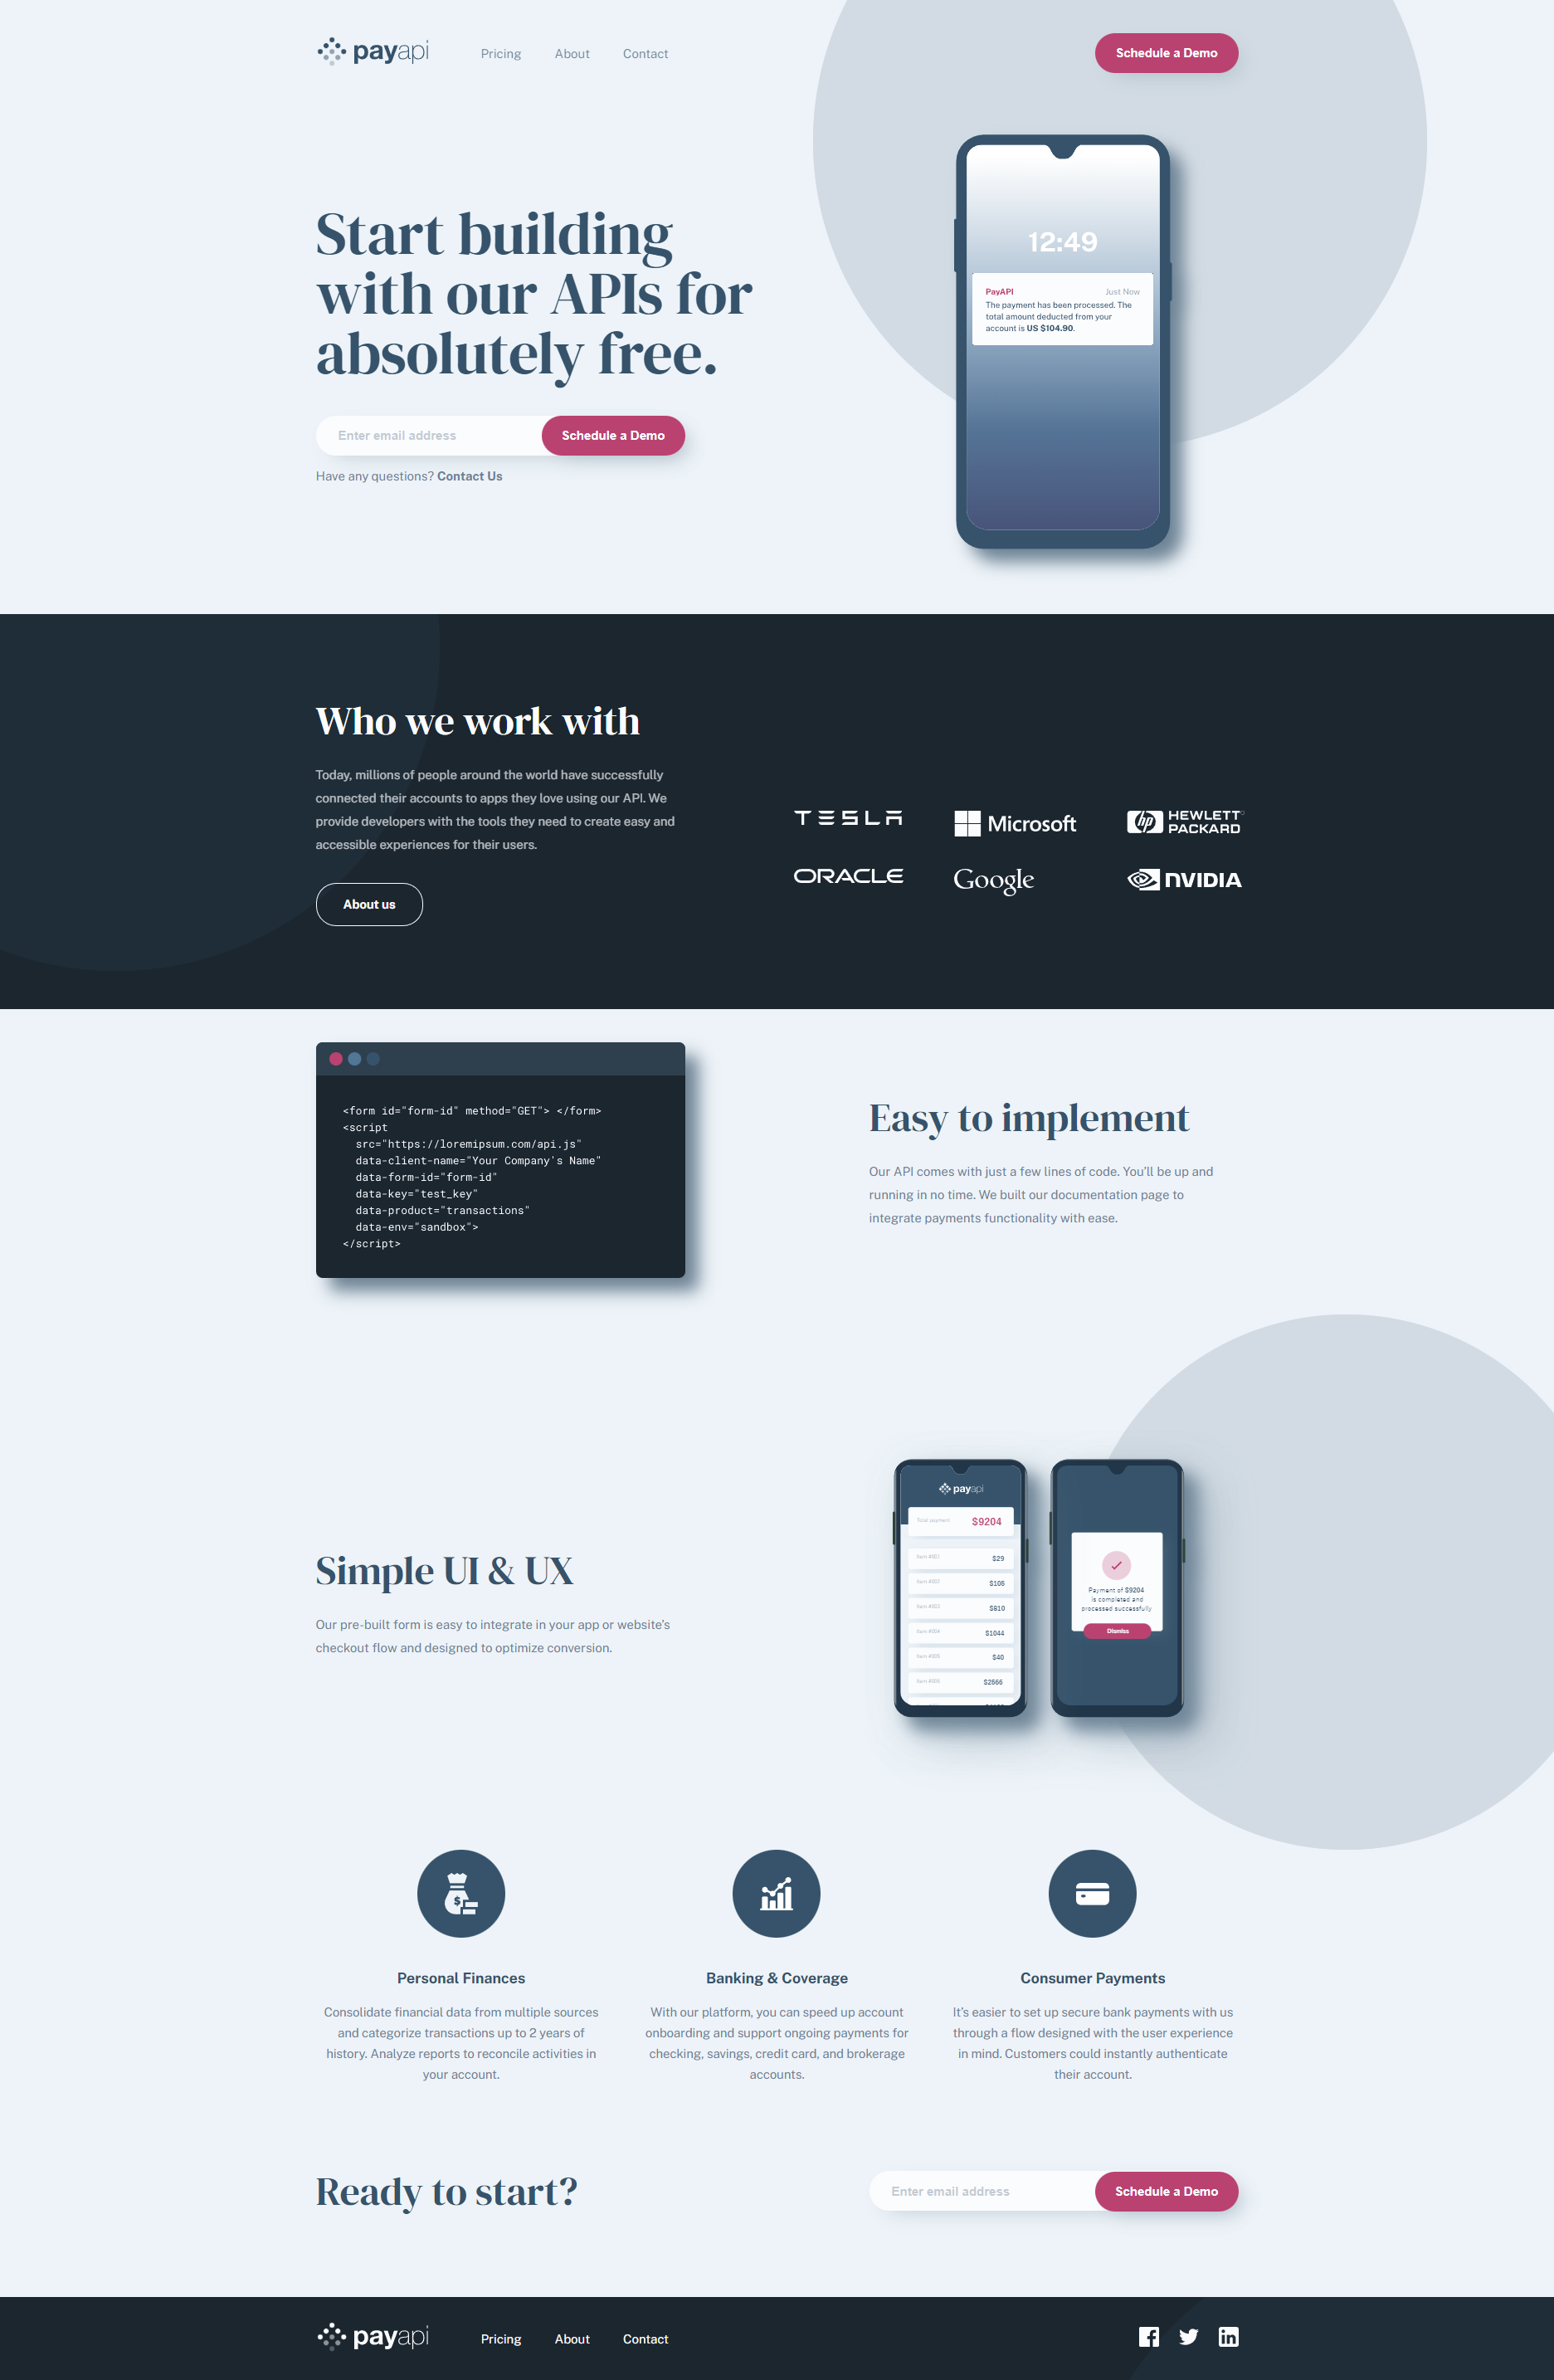 payapi
Pricing
About
Contact
Schedule a Demo
Start building
with our APIs for
absolutely free.
Enter email address
Schedule a Demo
Have any questions? Contact Us
12:49
PayAPI
Just Now
The payment has been processed. The
total amount deducted from your
account is US $104.90.
Who we work with
Today, millions of people around the world have successfully
connected their accounts to apps they love using our API. We
provide developers with the tools they need to create easy and
accessible experiences for their users.
About us
TESLA
Microsoft
hp HEWLETT
PACKARD
ORACLE
Google
NVIDIA
<form id="form-id" method="GET"> </form>
<script
src="https://loremipsum.com/api.js"
data-client-name="Your Company's Name"
data-form-id="form-id"
data-key="test_key"
data-product="transactions"
data-env="sandbox">
</script>
Easy to implement
Our API comes with just a few lines of code. You'll be up and
running in no time. We built our documentation page to
integrate payments functionality with ease.
Simple UI & UX
Our pre-built form is easy to integrate in your app or website's
checkout flow and designed to optimize conversion.
payapi
Total payment
$9204
Item #001
$29
Item #002
$105
Item #003
$810
Item #004
$1044
Item #005
$40
Item #006
$2566
Payment of $9204
is completed and
processed successfully
Dismiss
Personal Finances
Consolidate financial data from multiple sources
and categorize transactions up to 2 years of
history. Analyze reports to reconcile activities in
your account.
Banking & Coverage
With our platform, you can speed up account
onboarding and support ongoing payments for
checking, savings, credit card, and brokerage
accounts.
Consumer Payments
It's easier to set up secure bank payments with us
through a flow designed with the user experience
in mind. Customers could instantly authenticate
their account.
Ready to start?
Enter email address
Schedule a Demo
payapi
Pricing
About
Contact